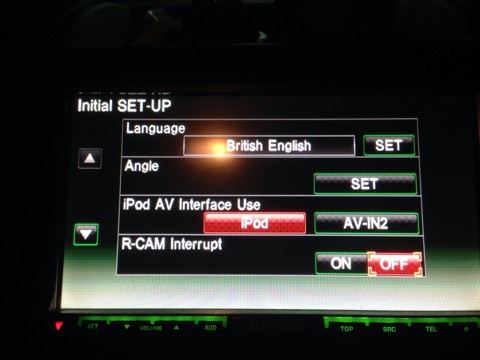 Initial SET-UP
Language
British English SET
Angle
SET
iPod AV Interface Use
iPod AV-IN2
R-CAM Interrupt
ON OFF
ATT ▼ VOLUME ▲ AUD KENWOOD TOP SRC TEL